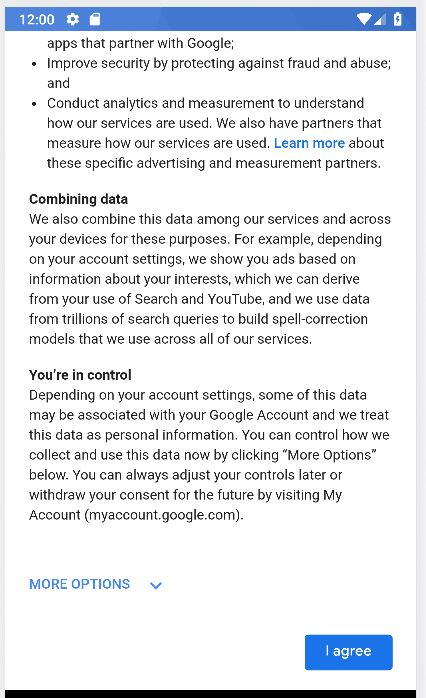 12:00
apps that partner with Google;
• Improve security by protecting against fraud and abuse;
and
• Conduct analytics and measurement to understand
how our services are used. We also have partners that
measure how our services are used. Learn more about
these specific advertising and measurement partners.
Combining data
We also combine this data among our services and across
your devices for these purposes. For example, depending
on your account settings, we show you ads based on
information about your interests, which we can derive
from your use of Search and YouTube, and we use data
from trillions of search queries to build spell-correction
models that we use across all of our services.
You’re in control
Depending on your account settings, some of this data
may be associated with your Google Account and we treat
this data as personal information. You can control how we
collect and use this data now by clicking “More Options”
below. You can always adjust your controls later or
withdraw your consent for the future by visiting My
Account (myaccount.google.com).
MORE OPTIONS
I agree